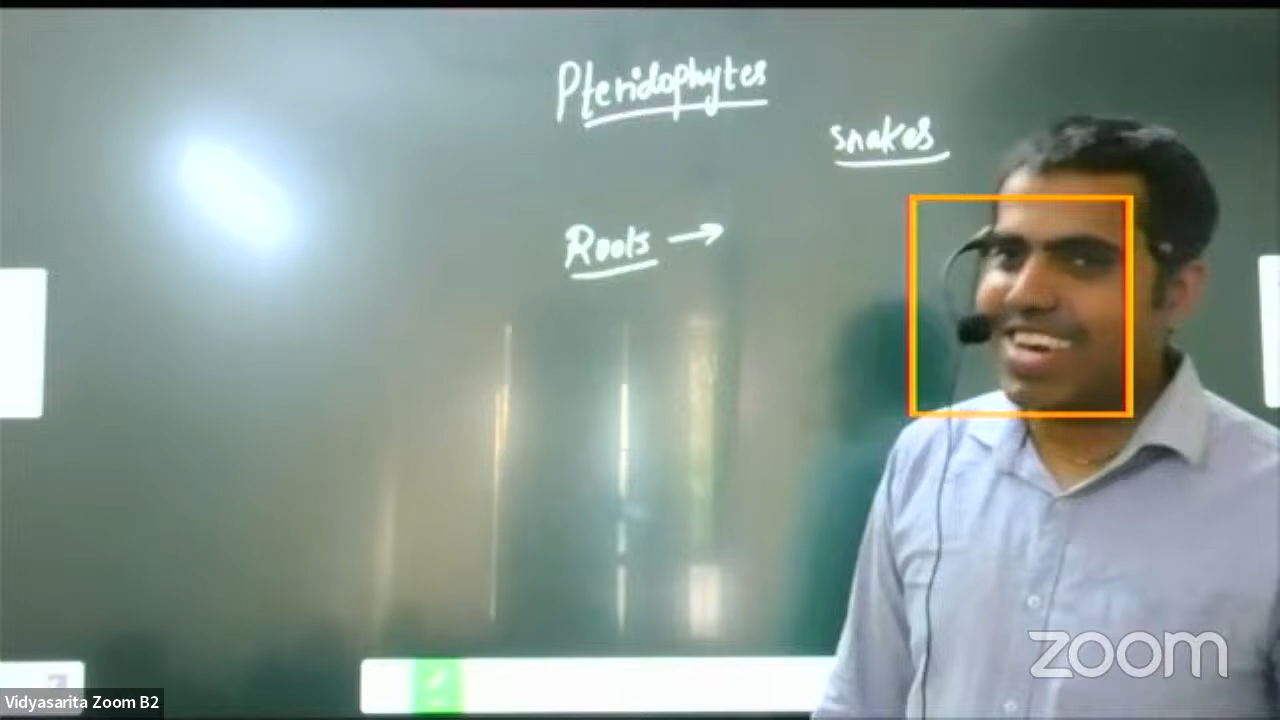 Pteridophytes
snakes
Roots →
zoom
Vidyasarita Zoom B2